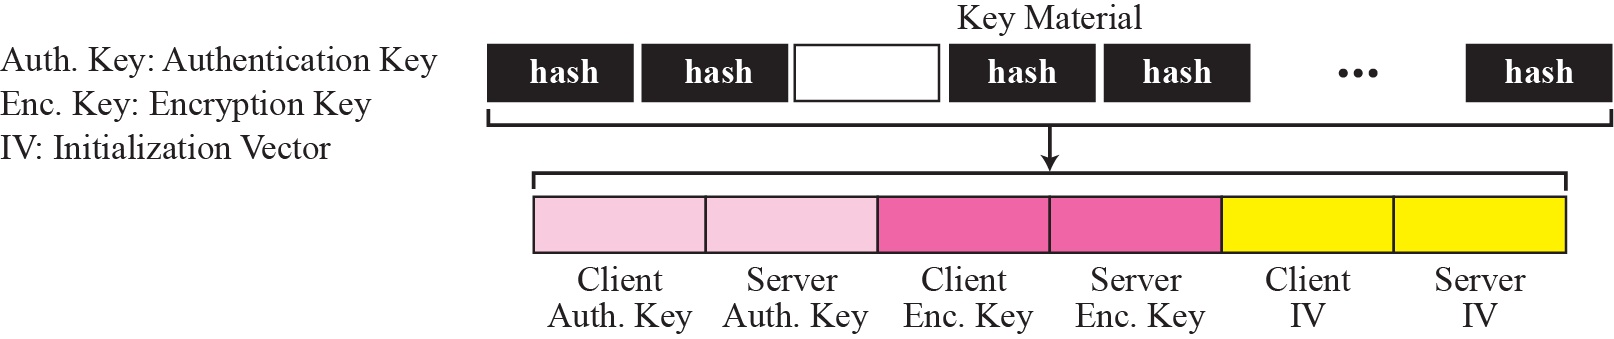 Key Material
Auth. Key: Authentication Key
Enc. Key: Encryption Key
IV: Initialization Vector
hash hash hash hash ••• hash
Client Server Client Server Client Server
Auth. Key Auth. Key Enc. Key Enc. Key IV IV